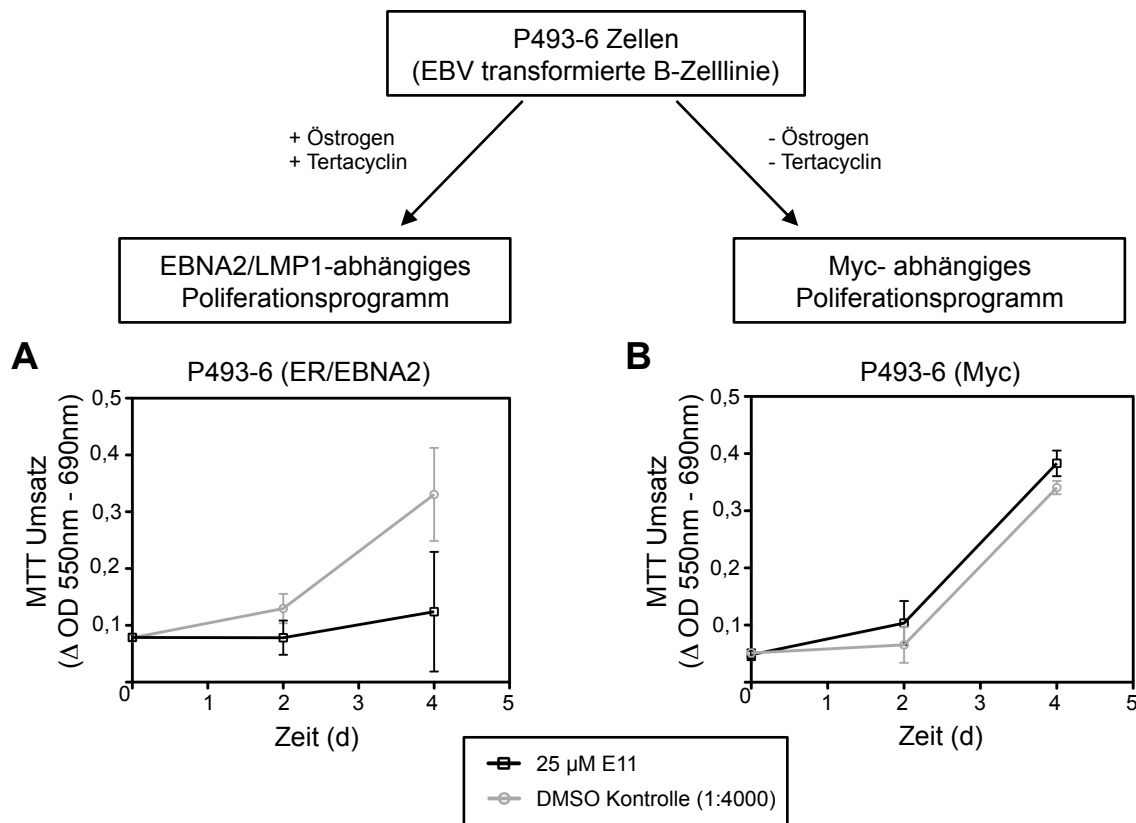 P493-6 Zellen
(EBV transformierte B-Zelllinie)
+ Östrogen
+ Tertacyclin
- Östrogen
- Tertacyclin
EBNA2/LMP1-abhängiges
Poliferationsprogramm
Myc- abhängiges
Poliferationsprogramm
A
P493-6 (ER/EBNA2)
MTT Umsatz
(Δ OD 550nm - 690nm)
0,5
0,4
0,3
0,2
0,1
0 1 2 3 4 5
Zeit (d)
B
P493-6 (Myc)
MTT Umsatz
(Δ OD 550nm - 690nm)
0,5
0,4
0,3
0,2
0,1
0 1 2 3 4 5
Zeit (d)
25 µM E11
DMSO Kontrolle (1:4000)